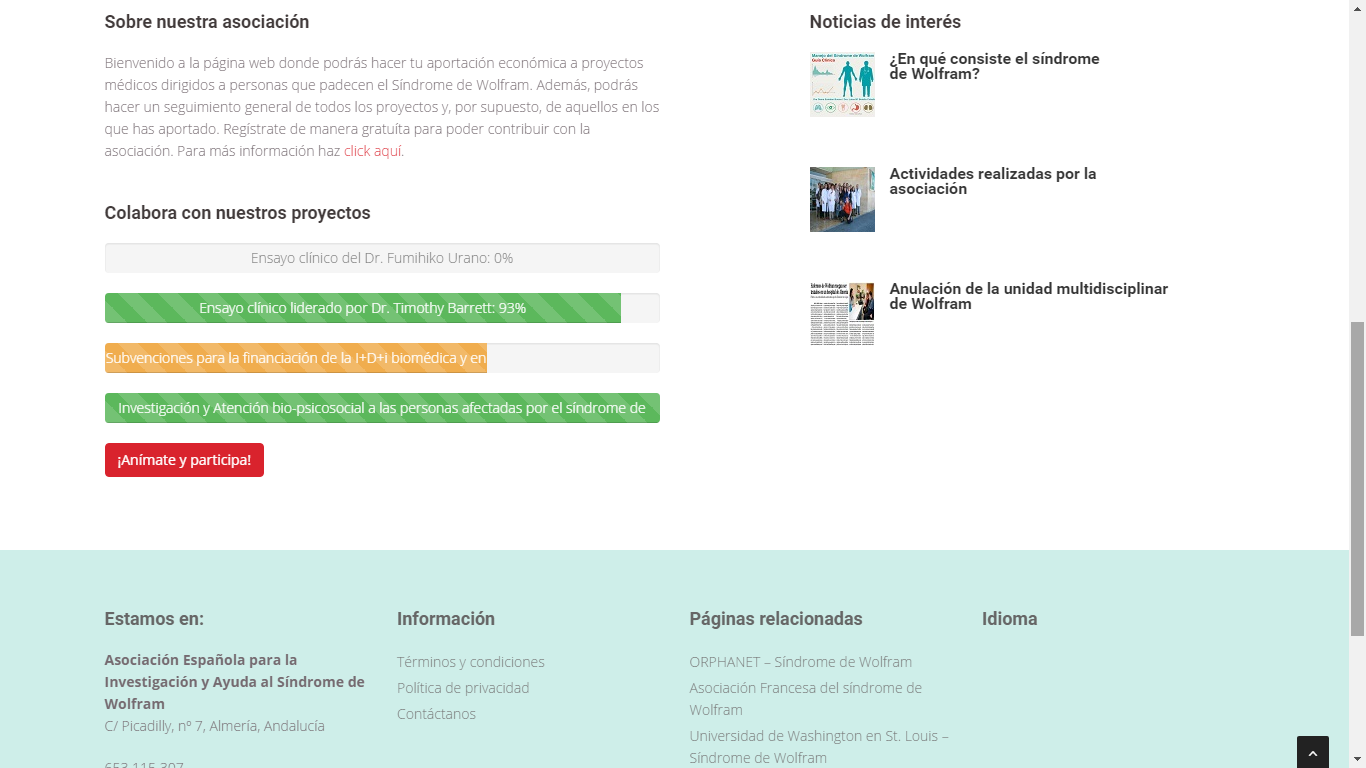 Sobre nuestra asociación
Bienvenido a la página web donde podrás hacer tu aportación económica a proyectos
médicos dirigidos a personas que padecen el Síndrome de Wolfram. Además, podrás
hacer un seguimiento general de todos los proyectos y, por supuesto, de aquellos en los
que has aportado. Regístrate de manera gratuíta para poder contribuir con la
asociación. Para más información haz click aquí.
Colabora con nuestros proyectos
Ensayo clínico del Dr. Fumihiko Urano: 0%
Ensayo clínico liderado por Dr. Timothy Barrett: 93%
Subvenciones para la financiación de la I+D+i biomédica y en
Investigación y Atención bio-psicosocial a las personas afectadas por el síndrome de
¡Anímate y participa!
Noticias de interés
Manejo del Síndrome de Wolfram
Guía Clínica
¿En qué consiste el síndrome
de Wolfram?
Actividades realizadas por la
asociación
Anulación de la unidad multidisciplinar
de Wolfram
Estamos en:
Asociación Española para la
Investigación y Ayuda al Síndrome de
Wolfram
C/ Picadilly, nº 7, Almería, Andalucía
653 115 307
Información
Términos y condiciones
Política de privacidad
Contáctanos
Páginas relacionadas
ORPHANET – Síndrome de Wolfram
Asociación Francesa del síndrome de
Wolfram
Universidad de Washington en St. Louis –
Síndrome de Wolfram
Idioma